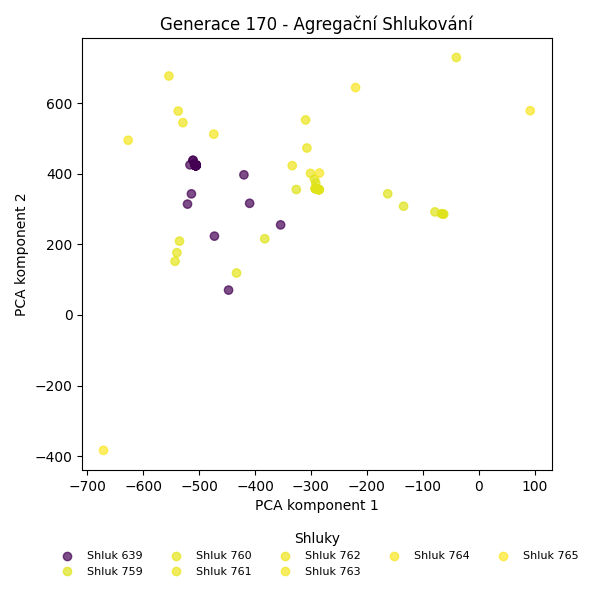 Generace 170 - Agregační Shlukování
PCA komponent 2
600
400
200
0
−200
−400
−700 −600 −500 −400 −300 −200 −100 0 100
PCA komponent 1
Shluky
Shluk 639 Shluk 760 Shluk 762 Shluk 764 Shluk 765
Shluk 759 Shluk 761 Shluk 763